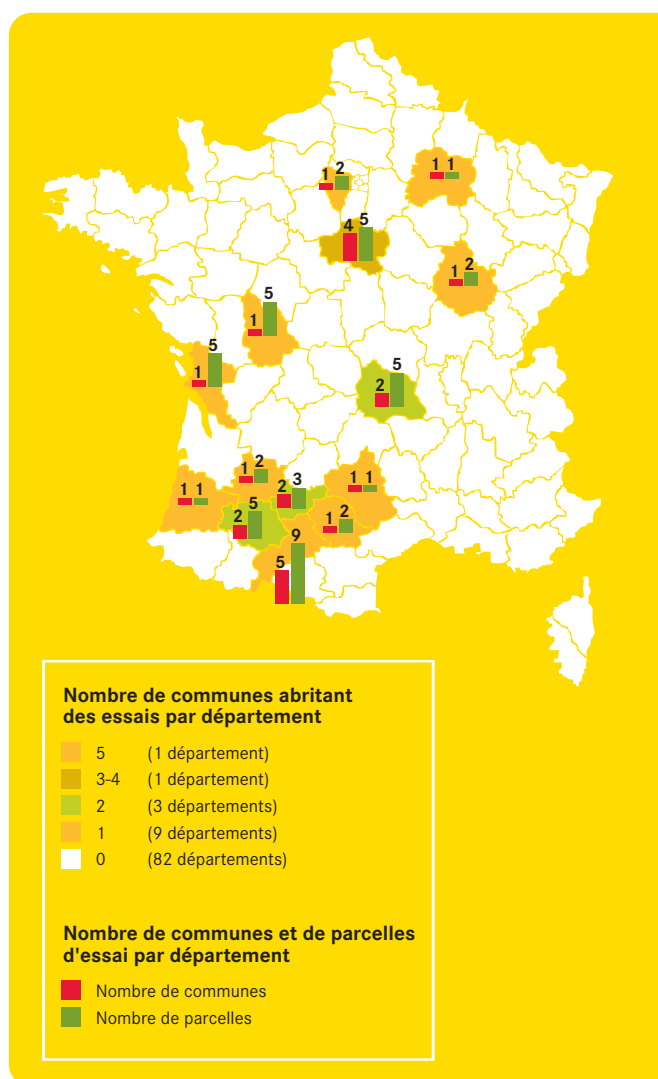 1 2
1 1
4 5
1 2
1 5
1 5
2 5
1 2
2 3
1 1
1 1
2 5
1 2
5 9
Nombre de communes abritant
des essais par département
5 (1 département)
3-4 (1 département)
2 (3 départements)
1 (9 départements)
0 (82 départements)
Nombre de communes et de parcelles
d'essai par département
Nombre de communes
Nombre de parcelles